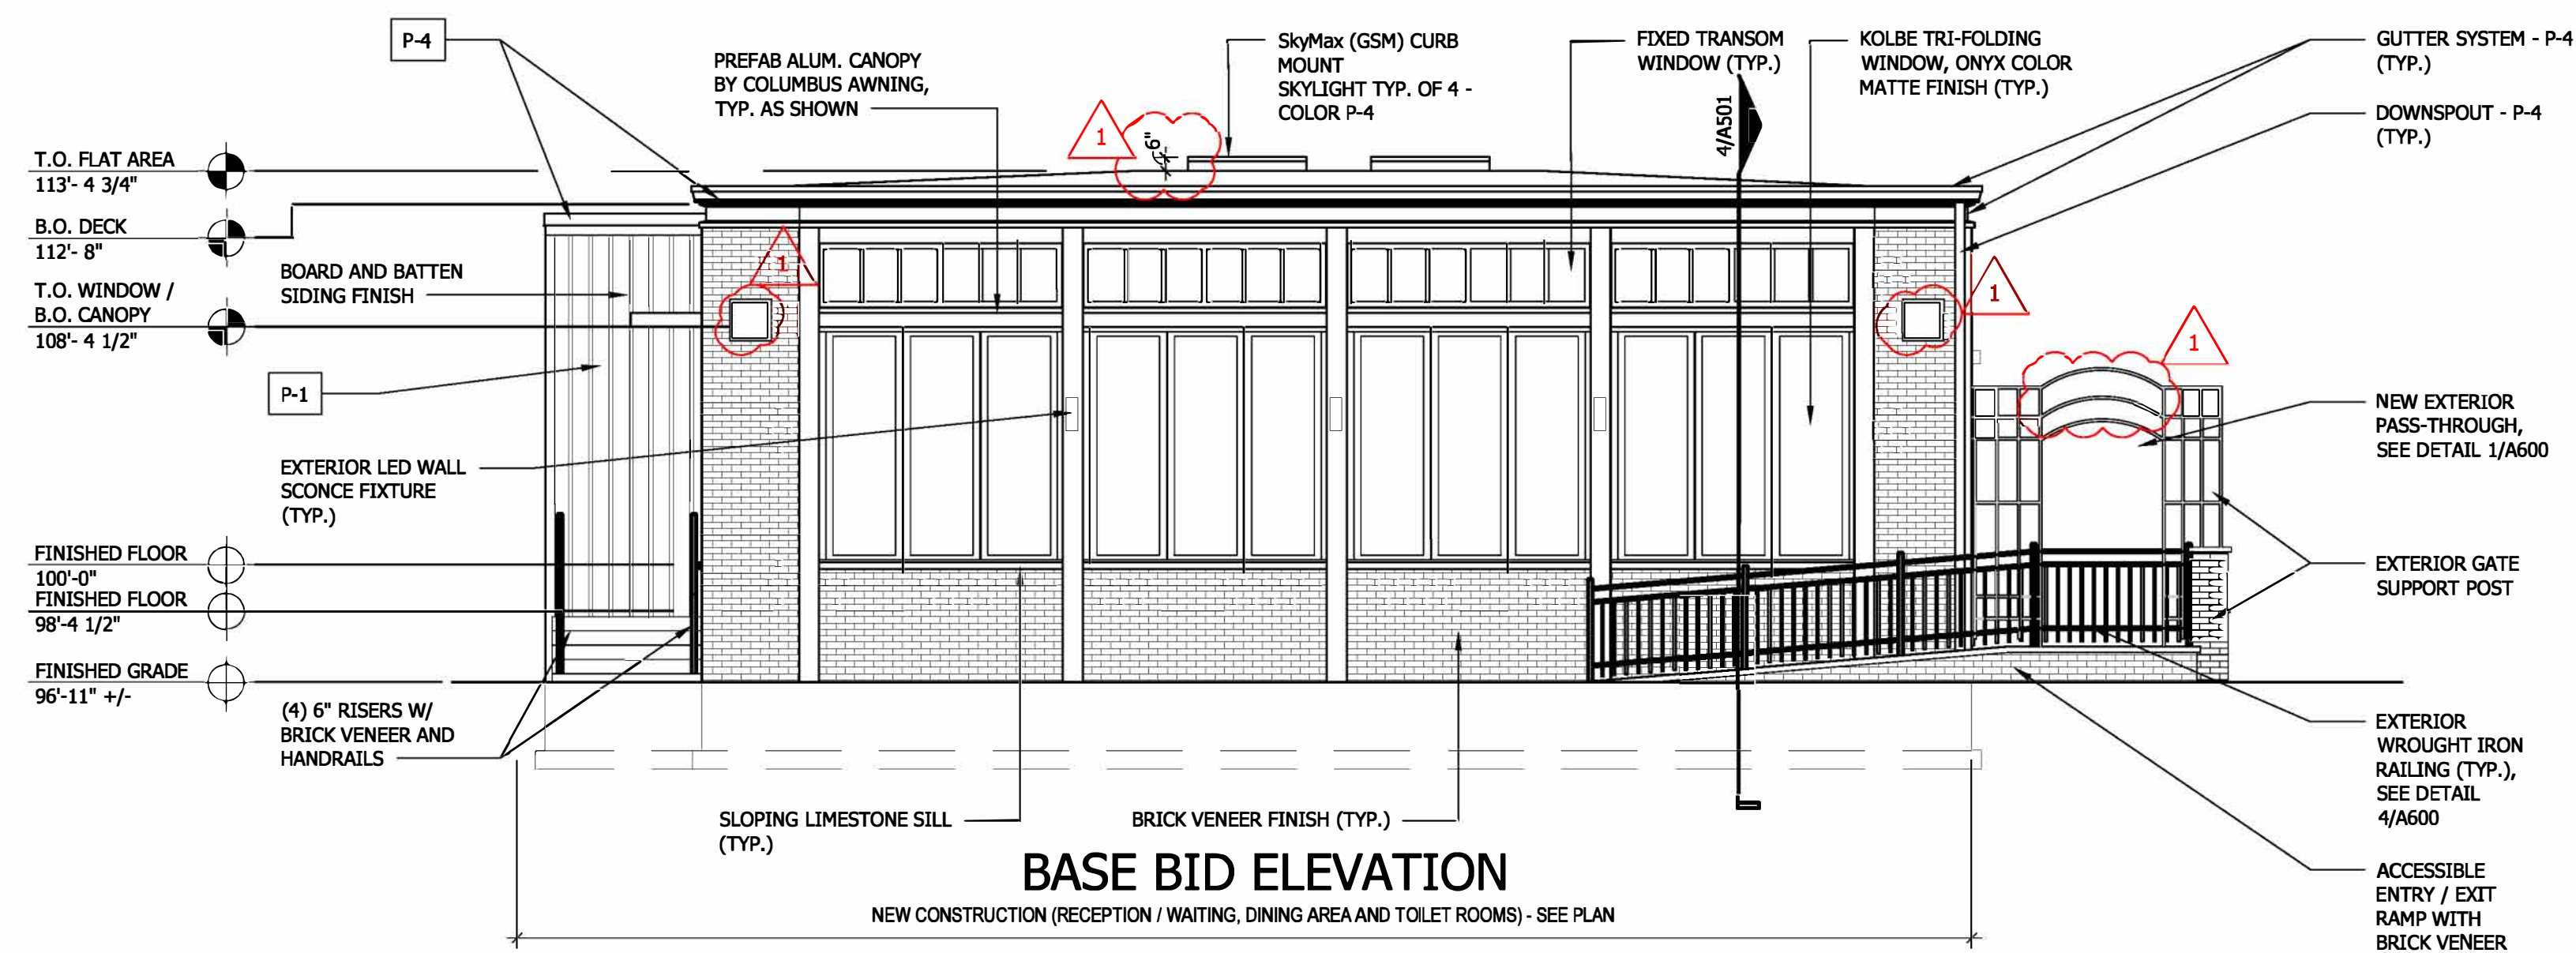 P-4
PREFAB ALUM. CANOPY
BY COLUMBUS AWNING,
TYP. AS SHOWN
SkyMax (GSM) CURB
MOUNT
SKYLIGHT TYP. OF 4 -
COLOR P-4
FIXED TRANSOM
WINDOW (TYP.)
KOLBE TRI-FOLDING
WINDOW, ONYX COLOR
MATTE FINISH (TYP.)
GUTTER SYSTEM - P-4
(TYP.)
DOWNSPOUT - P-4
(TYP.)
1
6"
4/A501
T.O. FLAT AREA
113'- 4 3/4"
B.O. DECK
112'- 8"
BOARD AND BATTEN
SIDING FINISH
T.O. WINDOW /
B.O. CANOPY
108'- 4 1/2"
1
1
1
P-1
NEW EXTERIOR
PASS-THROUGH,
SEE DETAIL 1/A600
EXTERIOR LED WALL
SCONCE FIXTURE
(TYP.)
FINISHED FLOOR
100'-0"
FINISHED FLOOR
98'-4 1/2"
FINISHED GRADE
96'-11" +/-
EXTERIOR GATE
SUPPORT POST
(4) 6" RISERS W/
BRICK VENEER AND
HANDRAILS
EXTERIOR
WROUGHT IRON
RAILING (TYP.),
SEE DETAIL
4/A600
SLOPING LIMESTONE SILL
(TYP.)
BRICK VENEER FINISH (TYP.)
BASE BID ELEVATION
NEW CONSTRUCTION (RECEPTION / WAITING, DINING AREA AND TOILET ROOMS) - SEE PLAN
ACCESSIBLE
ENTRY / EXIT
RAMP WITH
BRICK VENEER